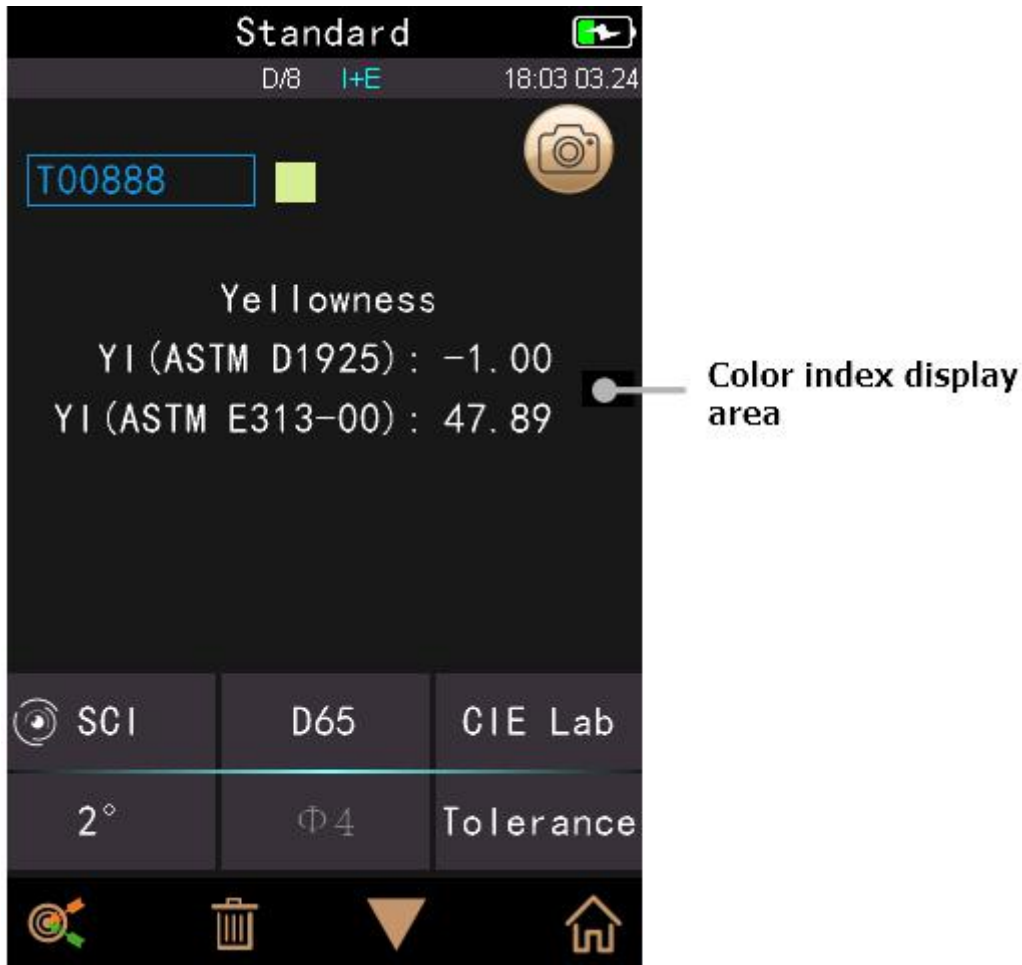 Standard
D/8 I+E 18:03 03.24
T00888
Yellowness
YI(ASTM D1925): -1.00
YI(ASTM E313-00): 47.89
Color index display
area
SCI D65 CIE Lab
2° Φ4 Tolerance